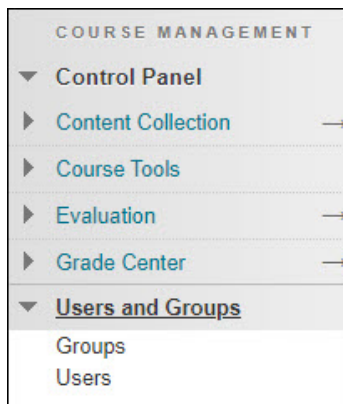 COURSE MANAGEMENT
Control Panel
Content Collection
Course Tools
Evaluation
Grade Center
Users and Groups
Groups
Users